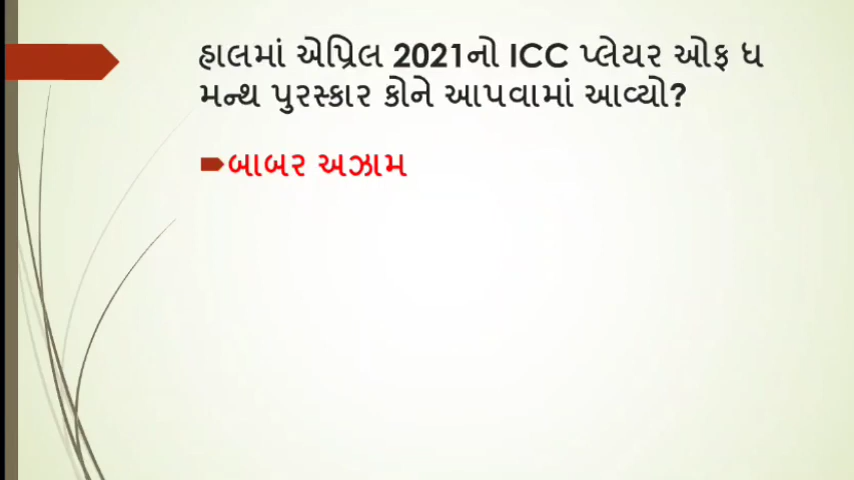 હાલમાં એપ્રિલ 2021નો ICC પ્લેયર ઓફ ધ
મન્થ પુરસ્કાર કોને આપવામાં આવ્યો?
બાબર અઝામ